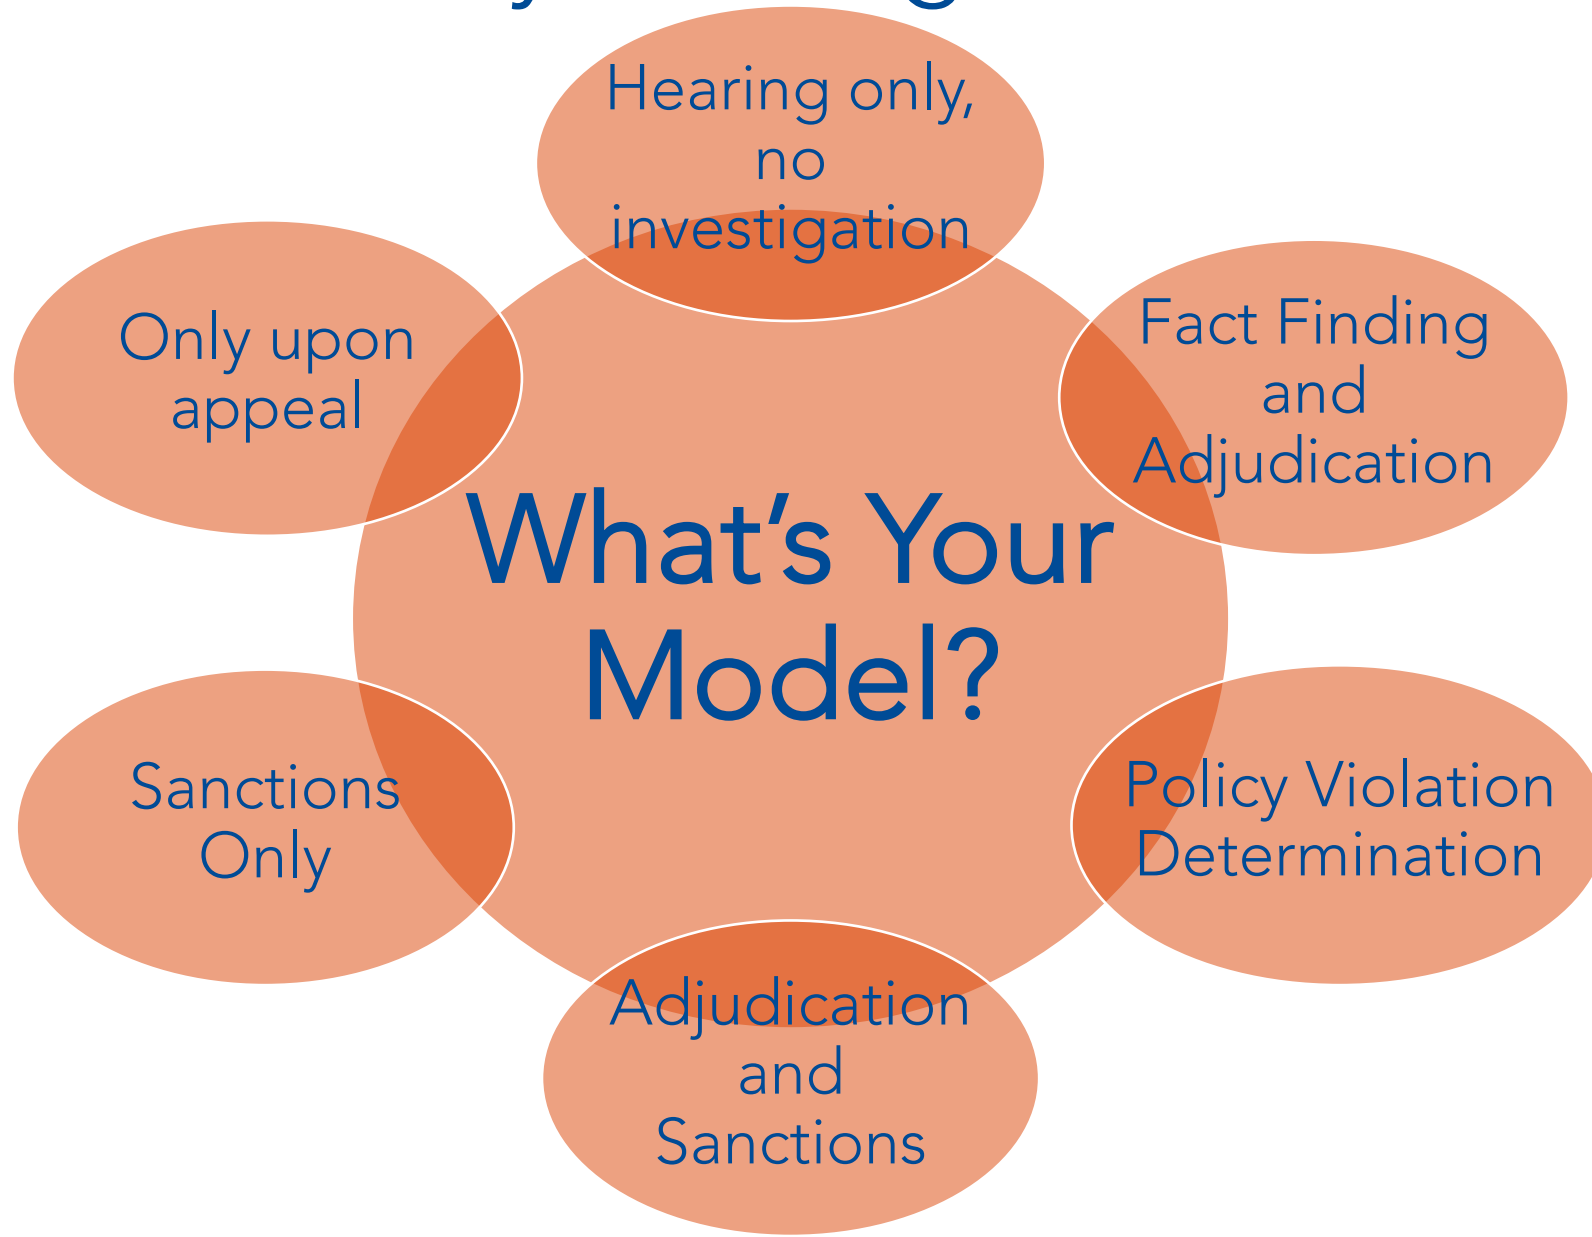 Hearing only,
no
investigation
Fact Finding
and
Adjudication
Policy Violation
Determination
Adjudication
and
Sanctions
Sanctions
Only
Only upon
appeal
What's Your
Model?